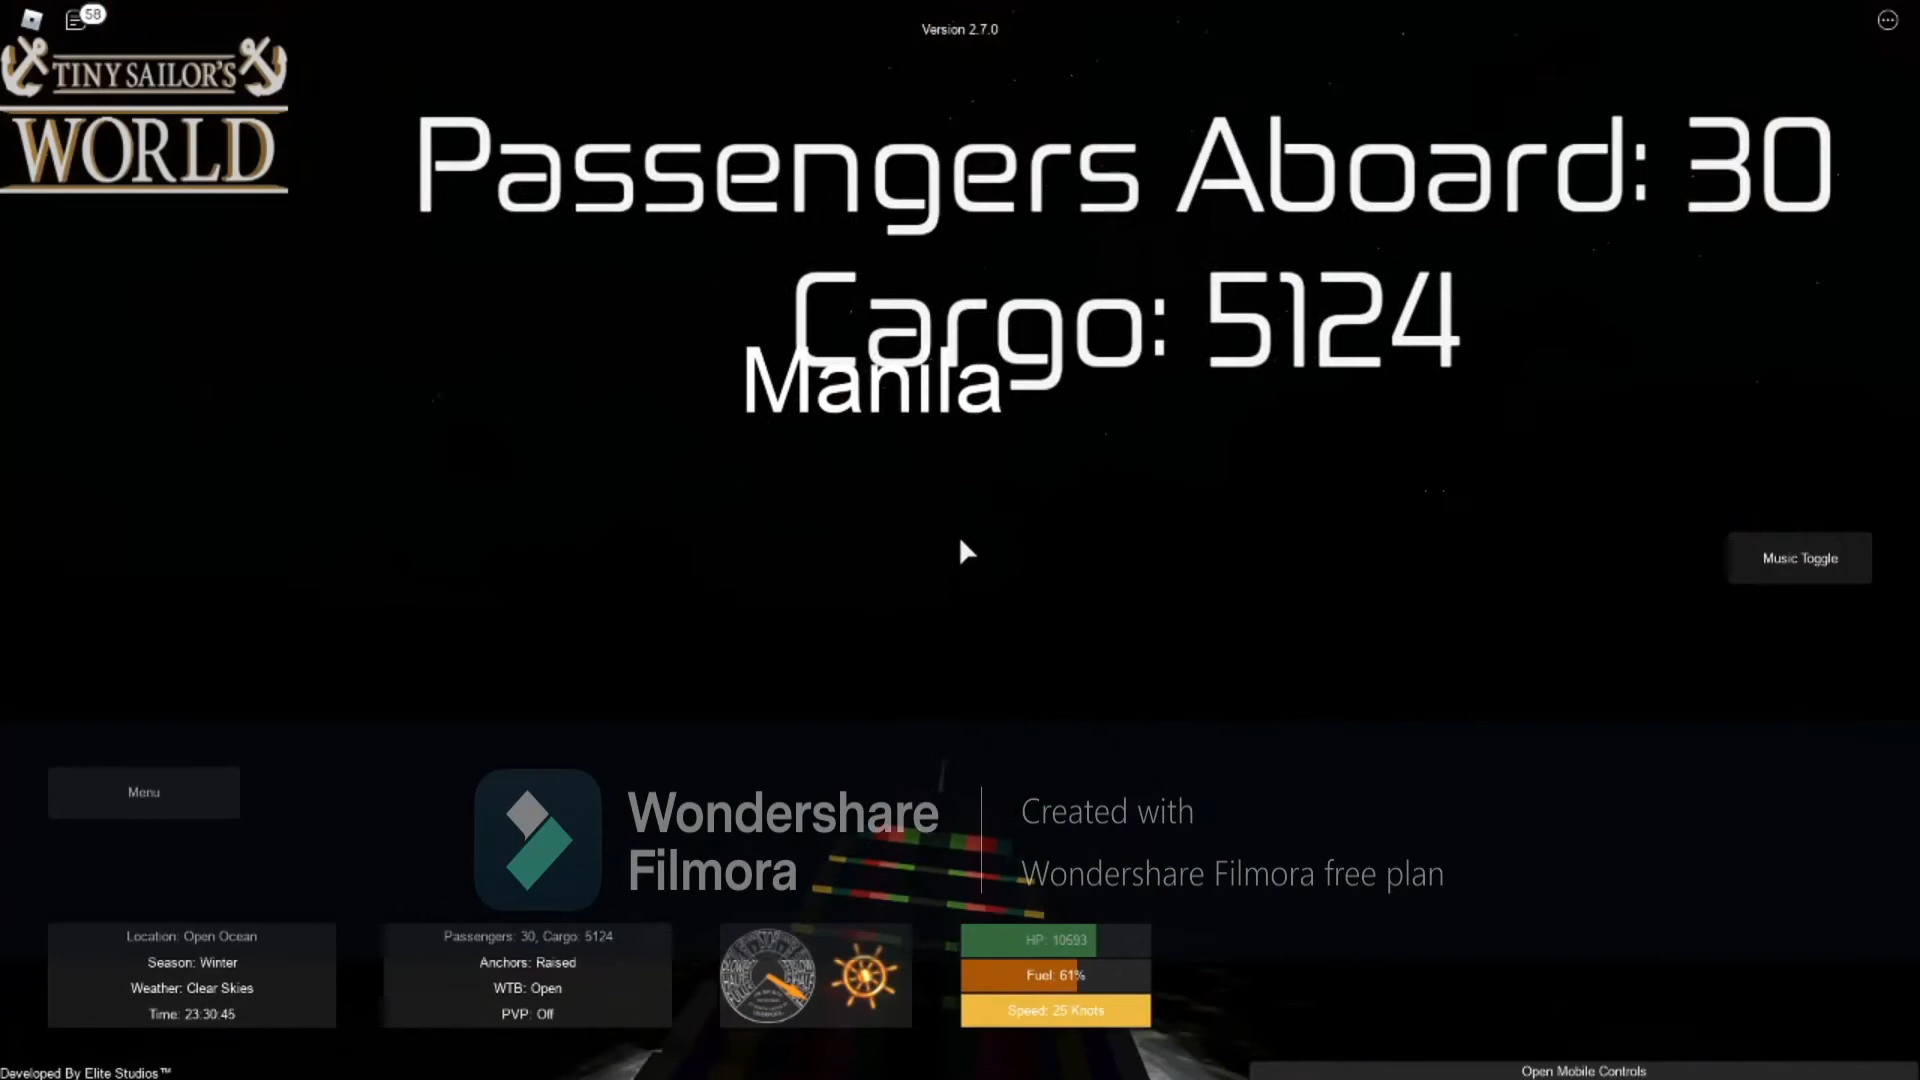 58
Version 2.7.0
TINY SAILOR'S
WORLD
Passengers Aboard: 30
Cargo: 5124
Manila
Music Toggle
Menu
Wondershare
Filmora
Created with
Wondershare Filmora free plan
Location: Open Ocean
Season: Winter
Weather: Clear Skies
Time: 23:30:45
Passengers: 30, Cargo: 5124
Anchors: Raised
WTB: Open
PVP: Off
HP: 10593
Fuel: 61%
Speed: 25 Knots
Developed By Elite Studios™
Open Mobile Controls